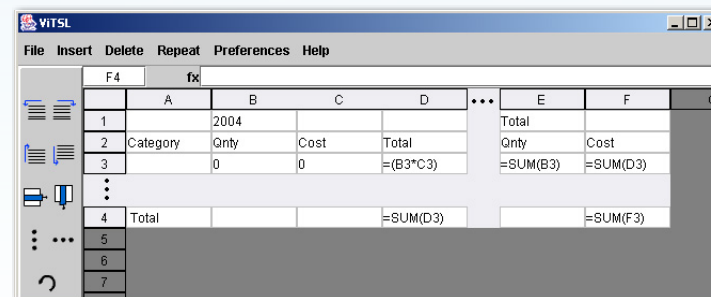 ViTSL
File Insert Delete Repeat Preferences Help
F4 fx
A B C D ••• E F
1 2004 Total
2 Category Qnty Cost Total Qnty Cost
3 0 0 =(B3*C3) =SUM(B3) =SUM(D3)
4 Total =SUM(D3) =SUM(F3)
5
6
7